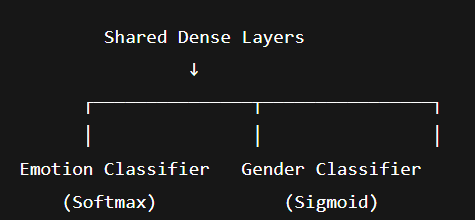 Shared Dense Layers
↓
Emotion Classifier Gender Classifier
(Softmax) (Sigmoid)